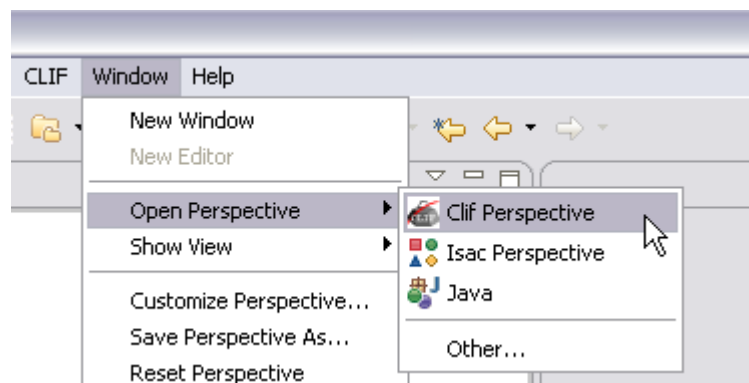 CLIF Window Help
New Window
New Editor
Open Perspective
Show View
Customize Perspective...
Save Perspective As...
Reset Perspective
Clif Perspective
Isac Perspective
Java
Other...